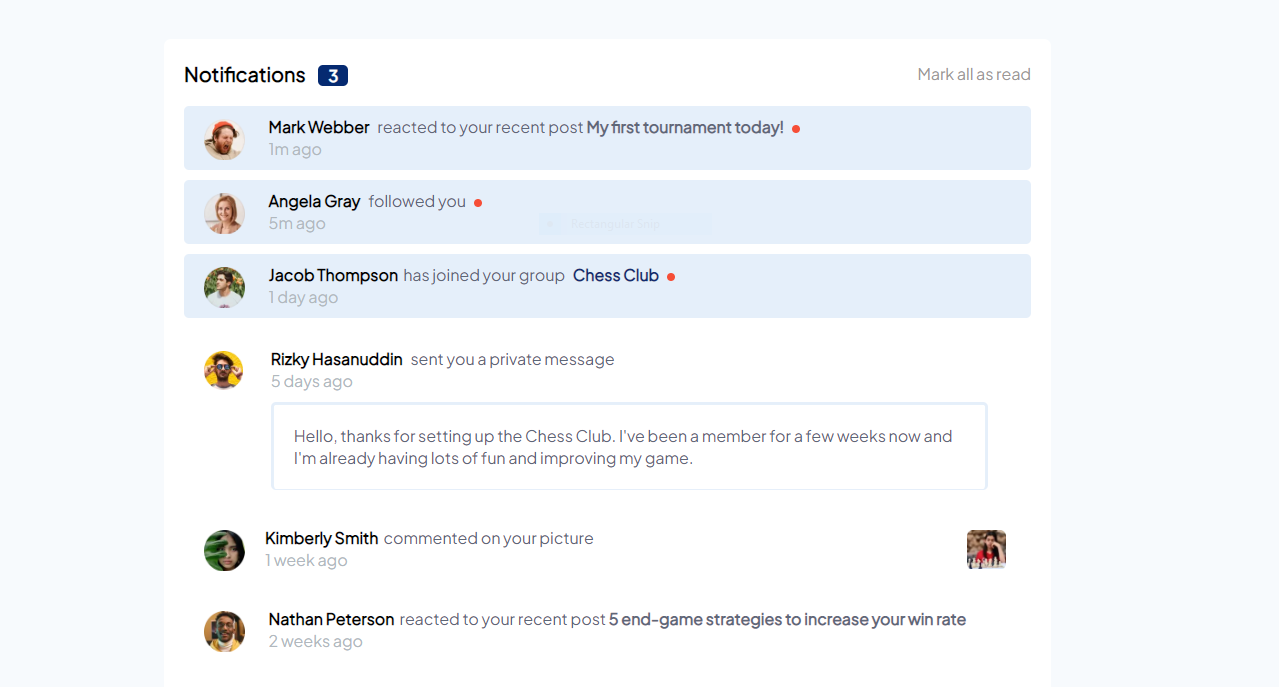 Notifications 3
Mark all as read
Mark Webber reacted to your recent post My first tournament today!
1m ago
Angela Gray followed you
5m ago
Rectangular Snip
Jacob Thompson has joined your group Chess Club
1 day ago
Rizky Hasanuddin sent you a private message
5 days ago
Hello, thanks for setting up the Chess Club. I've been a member for a few weeks now and
I'm already having lots of fun and improving my game.
Kimberly Smith commented on your picture
1 week ago
Nathan Peterson reacted to your recent post 5 end-game strategies to increase your win rate
2 weeks ago